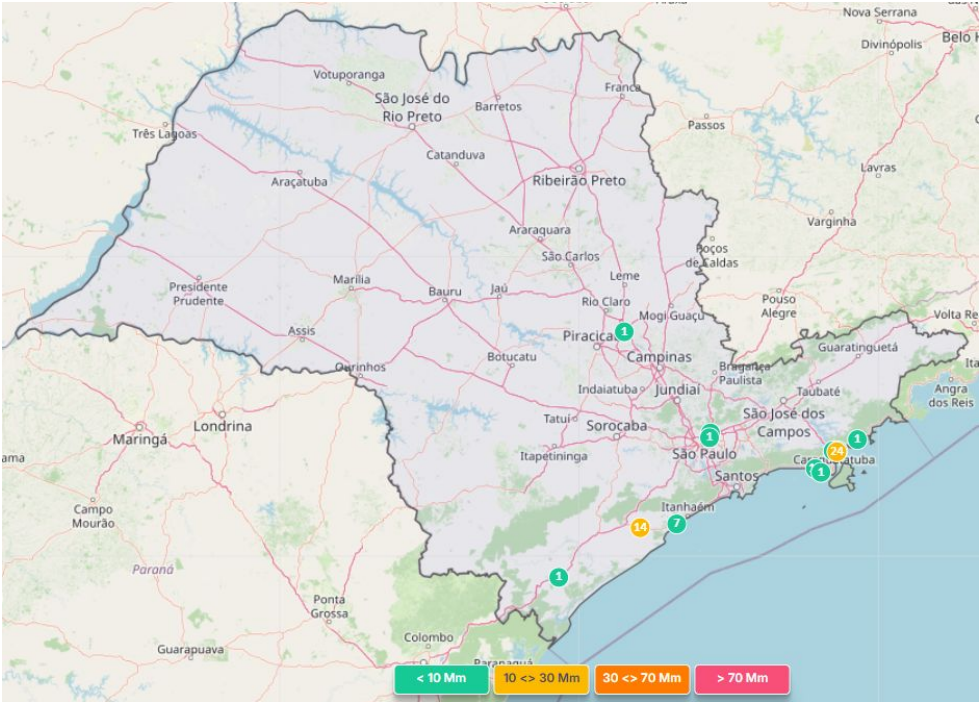 Nova Serrana
Divinópolis
Belo
Votuporanga
São José do
Rio Preto
Barretos
Franca
Passos
Três Lagoas
Catanduva
Lavras
Araçatuba
Ribeirão Preto
Varginha
Araraquara
São Carlos
Poços
de Caldas
Leme
Marília
Presidente
Prudente
Bauru
Jaú
Rio Claro
Pouso
Alegre
Mogi Guaçu
Volta Re
Assis
1
Piracica
Guaratinguetá
Ourinhos
Botucatu
Campinas
Bragança
Paulista
Angra
dos Reis
Indaiatuba
Jundiaí
Taubaté
São José dos
Campos
Londrina
Maringá
Tatuí
Sorocaba
1
1
24
Itapetininga
São Paulo
Caraguatatuba
1
Santos
Campo
Mourão
Itanhaém
14
7
1
Paraná
Ponta
Grossa
Colombo
Guarapuava
Paranaguá
< 10 Mm
10 <> 30 Mm
30 <> 70 Mm
> 70 Mm